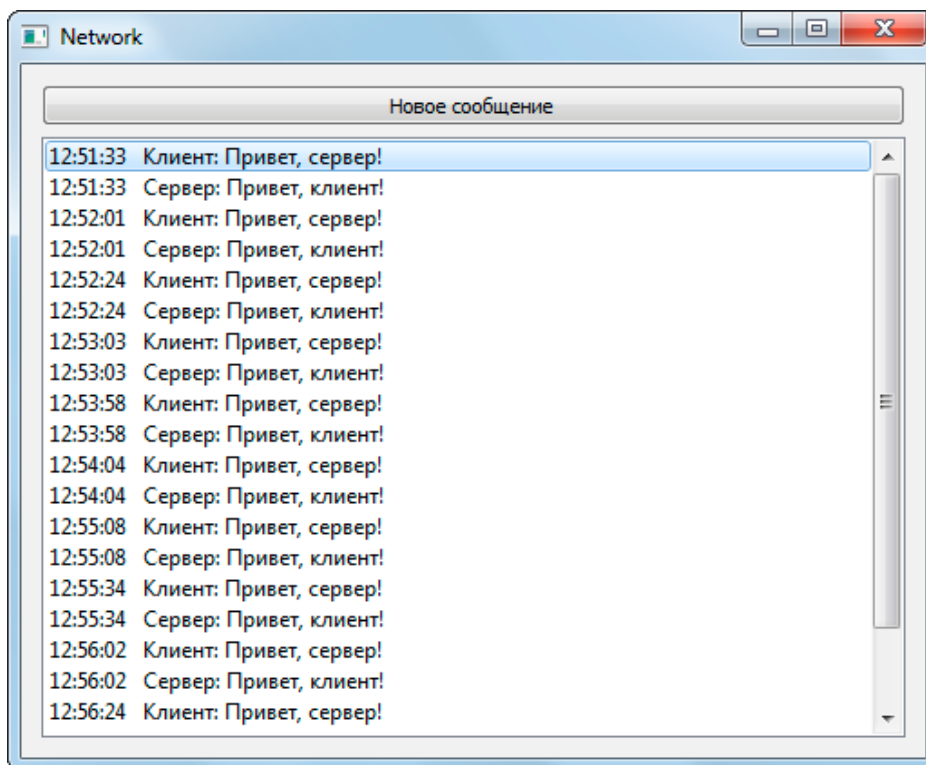 Network
Новое сообщение
12:51:33 Клиент: Привет, сервер!
12:51:33 Сервер: Привет, клиент!
12:52:01 Клиент: Привет, сервер!
12:52:01 Сервер: Привет, клиент!
12:52:24 Клиент: Привет, сервер!
12:52:24 Сервер: Привет, клиент!
12:53:03 Клиент: Привет, сервер!
12:53:03 Сервер: Привет, клиент!
12:53:58 Клиент: Привет, сервер!
12:53:58 Сервер: Привет, клиент!
12:54:04 Клиент: Привет, сервер!
12:54:04 Сервер: Привет, клиент!
12:55:08 Клиент: Привет, сервер!
12:55:08 Сервер: Привет, клиент!
12:55:34 Клиент: Привет, сервер!
12:55:34 Сервер: Привет, клиент!
12:56:02 Клиент: Привет, сервер!
12:56:02 Сервер: Привет, клиент!
12:56:24 Клиент: Привет, сервер!